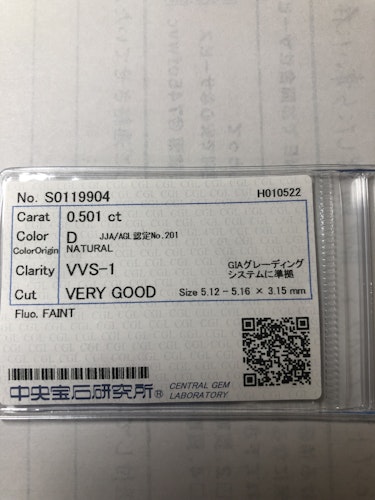 No. S0119904 H010522
Carat 0.501 ct
Color D JJA/AGL認定No.201
ColorOrigin NATURAL
Clarity VVS-1 GIAグレーディング
システムに準拠
Cut VERY GOOD Size 5.12 - 5.16 × 3.15 mm
Fluo. FAINT
中央宝石研究所® CENTRAL GEM
LABORATORY